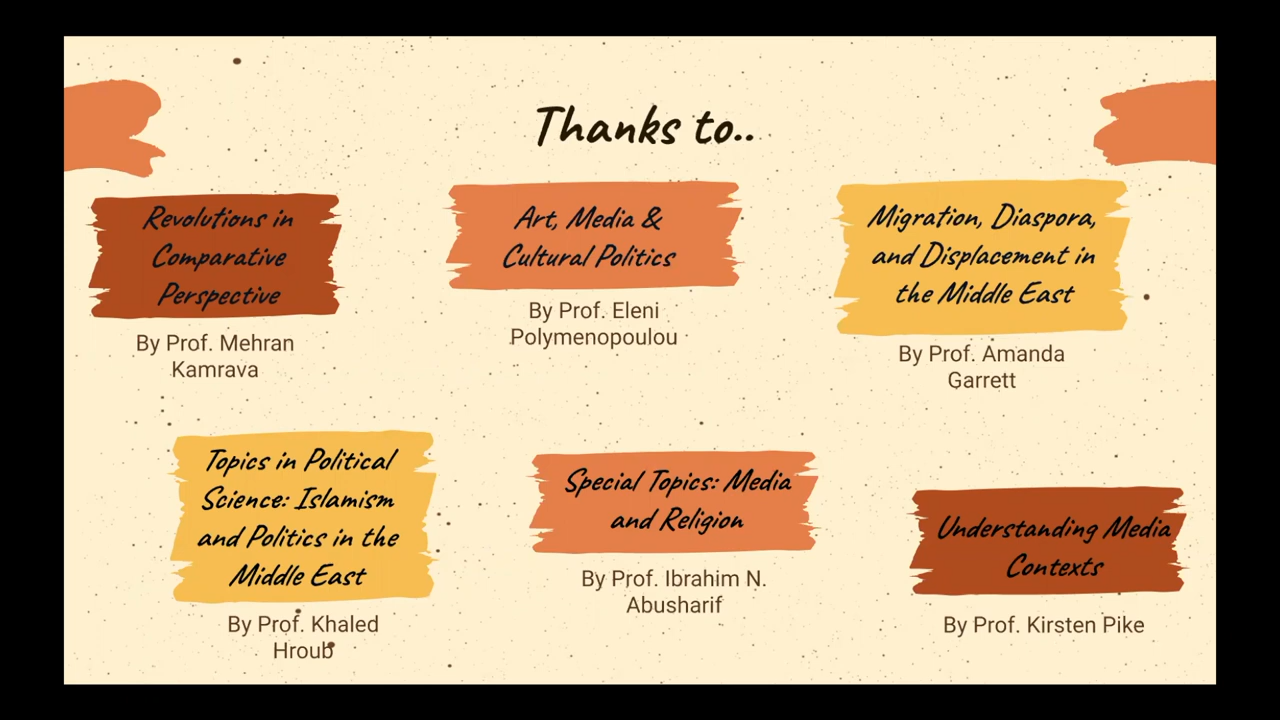 Thanks to..
Revolutions in
Comparative
Perspective
By Prof. Mehran
Kamrava
Art, Media &
Cultural Politics
By Prof. Eleni
Polymenopoulou
Migration, Diaspora,
and Displacement in
the Middle East
By Prof. Amanda
Garrett
Topics in Political
Science: Islamism
and Politics in the
Middle East
By Prof. Khaled
Hroub
Special Topics: Media
and Religion
By Prof. Ibrahim N.
Abusharif
Understanding Media
Contexts
By Prof. Kirsten Pike